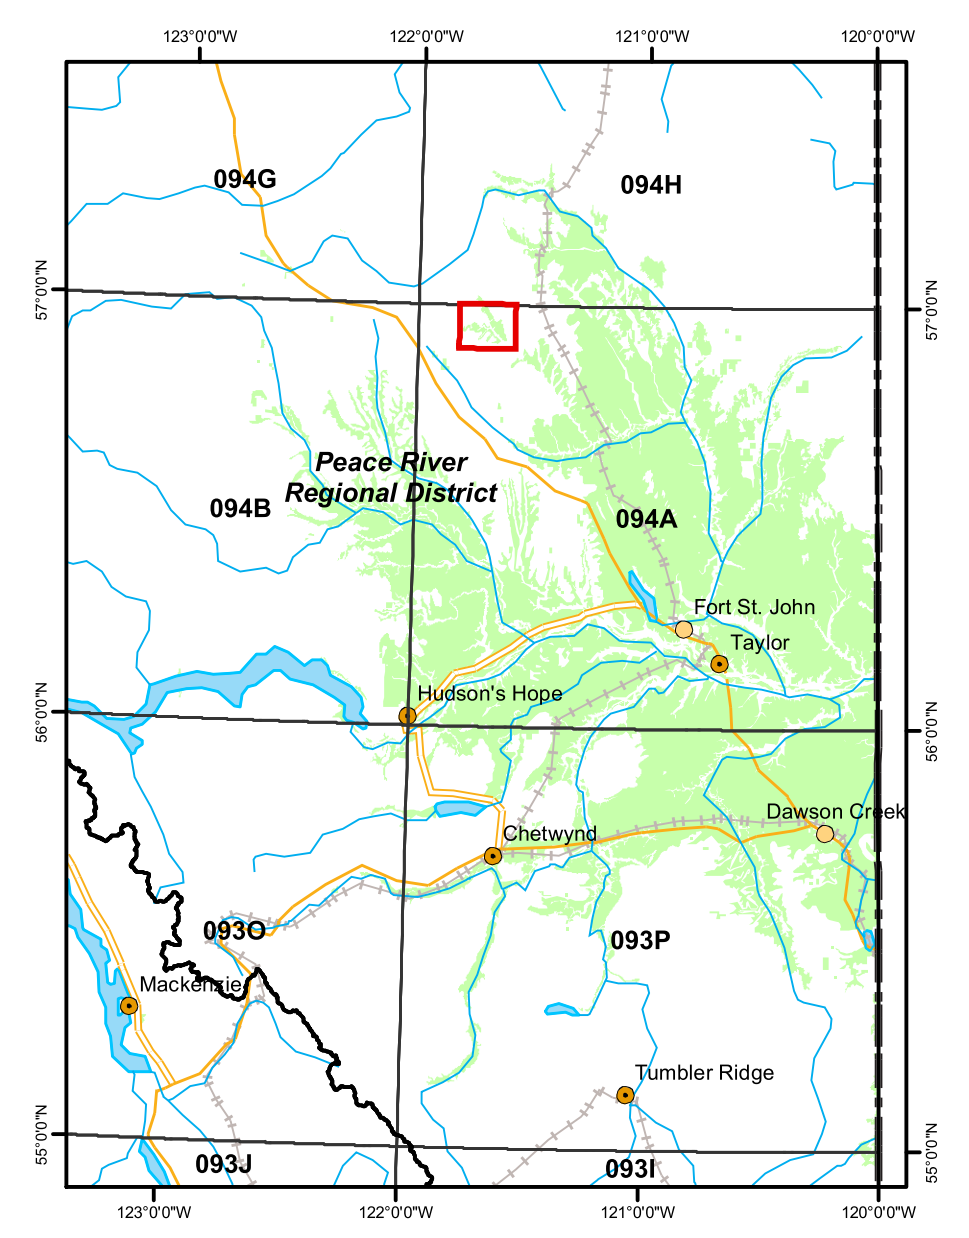 123°0'0"W
122°0'0"W
121°0'0"W
120°0'0"W
094G
094H
57°0'0"N
57°0'0"N
Peace River
Regional District
094B
094A
Fort St. John
Taylor
Hudson's Hope
56°0'0"N
56°0'0"N
Dawson Creek
Chetwynd
093O
093P
Mackenzie
Tumbler Ridge
55°0'0"N
55°0'0"N
093J
093I
123°0'0"W
122°0'0"W
121°0'0"W
120°0'0"W